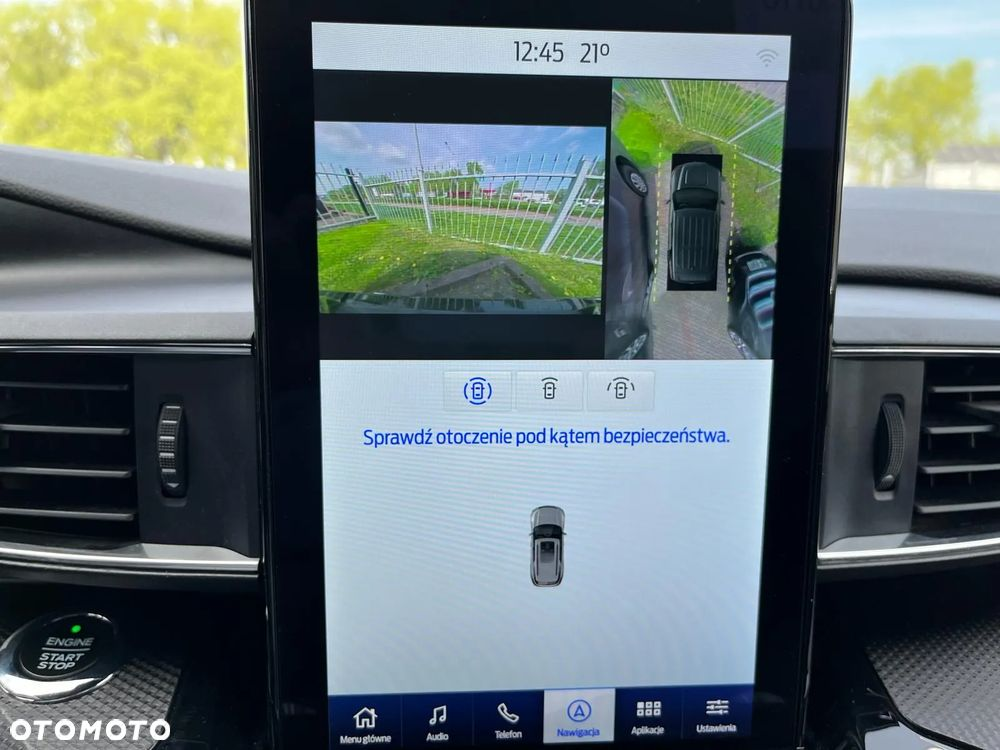 12:45 21°
Sprawdź otoczenie pod kątem bezpieczeństwa.
ENGINE
START
STOP
Menu główne Audio Telefon Nawigacja Aplikacje Ustawienia
OTOMOTO